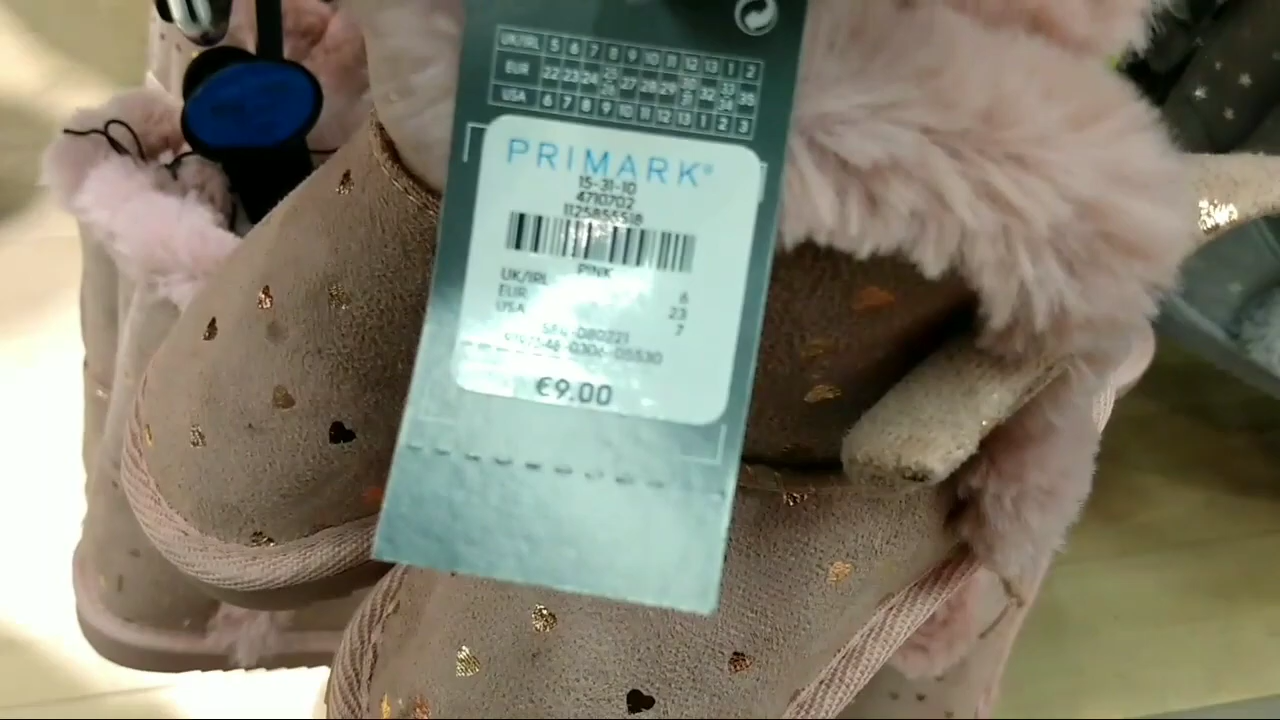 UK/IRL 5 6 7 8 9 10 11 12 13 1 2
EUR 22 23 24 25 26 27 28 29 30 31 32 33 34 35
USA 6 7 8 9 10 11 12 13 1 2 3
PRIMARK®
15-31-10
4710702
PINK
UK/IRL 6
EUR 23
USA 7
€9.00